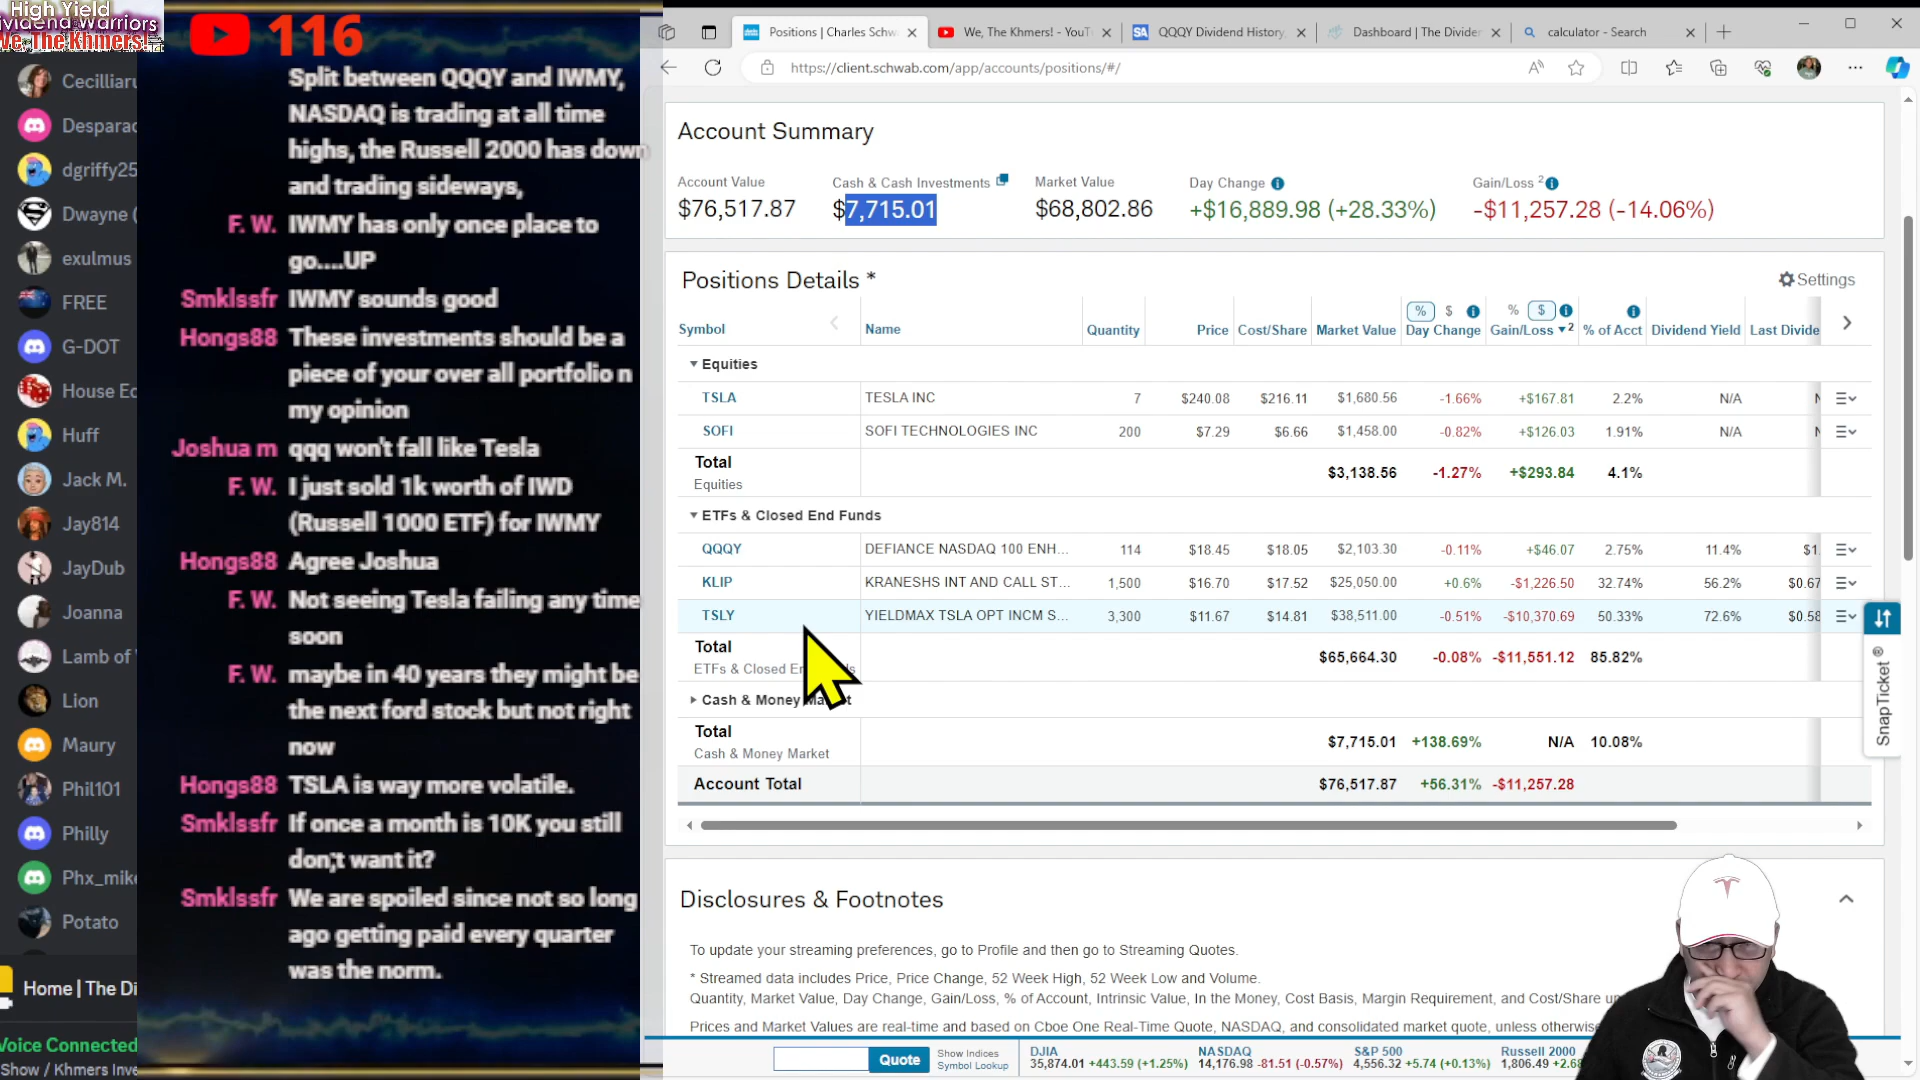 High Yield
Dividend Warriors
We, The Khmers!
116
Desparac
dgriffy25
Dwayne (
exulmus
FREE
G-DOT
House Ec
Huff
Jack M.
Jay814
JayDub
Joanna
Lamb of
Lion
Maury
Phil101
Philly
Phx_mike
Potato
Home | The Di
Voice Connected
Show / Khmers Inve
Split between QQQY and IWMY,
NASDAQ is trading at all time
highs, the Russell 2000 has down
and trading sideways,
F. W. IWMY has only once place to
go....UP
Smklssfr IWMY sounds good
Hongs88 These investments should be a
piece of your over all portfolio n
my opinion
Joshua m qqq won't fall like Tesla
F. W. I just sold 1k worth of IWD
(Russell 1000 ETF) for IWMY
Hongs88 Agree Joshua
F. W. Not seeing Tesla failing any time
soon
F. W. maybe in 40 years they might be
the next ford stock but not right
now
Hongs88 TSLA is way more volatile.
Smklssfr If once a month is 10K you still
don;t want it?
Smklssfr We are spoiled since not so long
ago getting paid every quarter
was the norm.
Positions | Charles Schw
We, The Khmers! - YouT
SA QQQY Dividend History
Dashboard | The Divider
calculator - Search
https://client.schwab.com/app/accounts/positions/#/
Account Summary
Account Value Cash & Cash Investments Market Value Day Change Gain/Loss 2
$76,517.87 $7,715.01 $68,802.86 +$16,889.98 (+28.33%) -$11,257.28 (-14.06%)
Positions Details *
Settings
% $ % $
Symbol Name Quantity Price Cost/Share Market Value Day Change Gain/Loss 2 % of Acct Dividend Yield Last Divide
Equities
TSLA TESLA INC 7 $240.08 $216.11 $1,680.56 -1.66% +$167.81 2.2% N/A
SOFI SOFI TECHNOLOGIES INC 200 $7.29 $6.66 $1,458.00 -0.82% +$126.03 1.91% N/A
Total
Equities $3,138.56 -1.27% +$293.84 4.1%
ETFs & Closed End Funds
QQQY DEFIANCE NASDAQ 100 ENH... 114 $18.45 $18.05 $2,103.30 -0.11% +$46.07 2.75% 11.4% $1.
KLIP KRANESHS INT AND CALL ST... 1,500 $16.70 $17.52 $25,050.00 +0.6% -$1,226.50 32.74% 56.2% $0.67
TSLY YIELDMAX TSLA OPT INCM S... 3,300 $11.67 $14.81 $38,511.00 -0.51% -$10,370.69 50.33% 72.6% $0.58
Total
ETFs & Closed En $65,664.30 -0.08% -$11,551.12 85.82%
Cash & Money
Total
Cash & Money Market $7,715.01 +138.69% N/A 10.08%
Account Total $76,517.87 +56.31% -$11,257.28
SnapTicket ®
Disclosures & Footnotes
To update your streaming preferences, go to Profile and then go to Streaming Quotes.
* Streamed data includes Price, Price Change, 52 Week High, 52 Week Low and Volume.
Quantity, Market Value, Day Change, Gain/Loss, % of Account, Intrinsic Value, In the Money, Cost Basis, Margin Requirement, and Cost/Share
Prices and Market Values are real-time and based on Cboe One Real-Time Quote, NASDAQ, and consolidated market quote, unless otherwise
Quote
Show Indices
Symbol Lookup
DJIA NASDAQ S&P 500 Russell 2000
35,874.01 +443.59 (+1.25%) 14,176.98 -81.51 (-0.57%) 4,556.32 +5.74 (+0.13%) 1,806.49